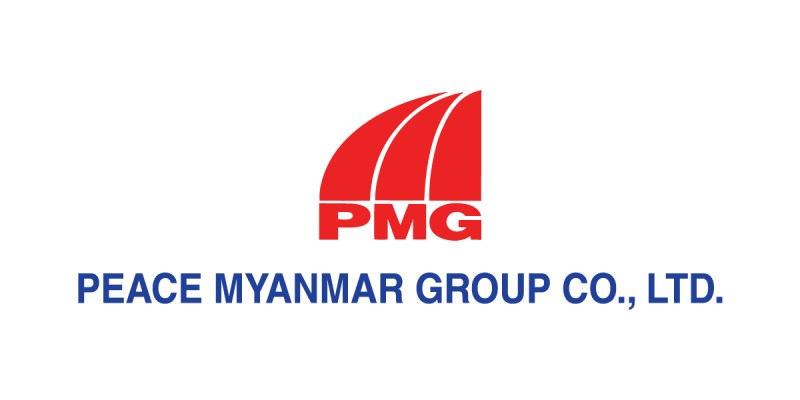 PMG
PEACE MYANMAR GROUP CO., LTD.